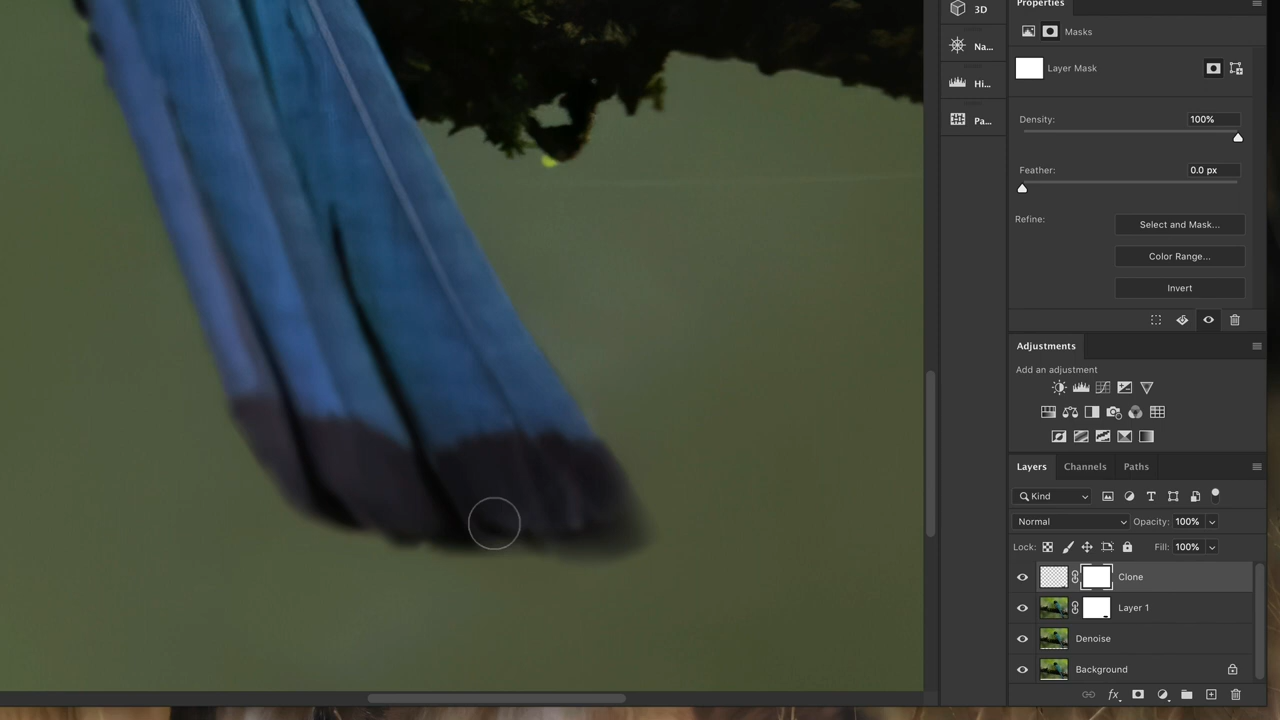 3D
Na...
Hi...
Pa...
Properties
Masks
Layer Mask
Density: 100%
Feather: 0.0 px
Refine: Select and Mask...
Color Range...
Invert
Adjustments
Add an adjustment
Layers Channels Paths
Kind
Normal Opacity: 100%
Lock: Fill: 100%
Clone
Layer 1
Denoise
Background
fx